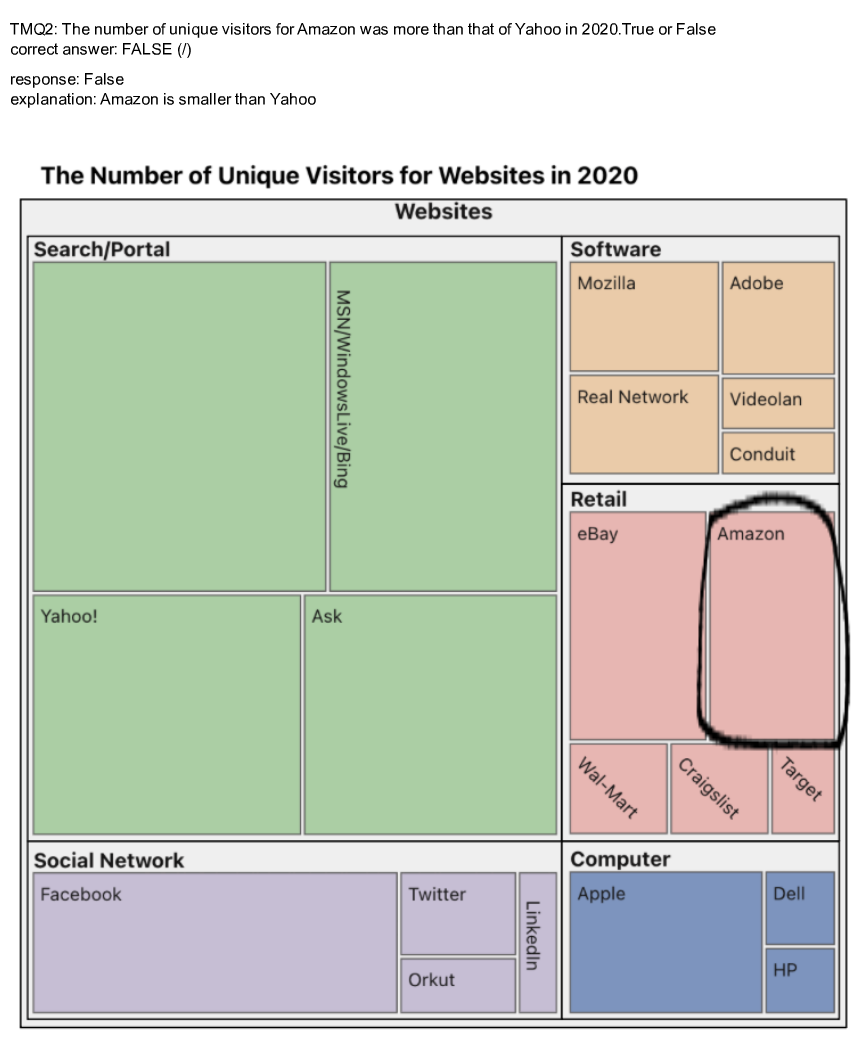 TMQ2: The number of unique visitors for Amazon was more than that of Yahoo in 2020.True or False
correct answer: FALSE (/)
response: False
explanation: Amazon is smaller than Yahoo
The Number of Unique Visitors for Websites in 2020
Websites
Search/Portal
MSN/WindowsLive/Bing
Yahoo!
Ask
Software
Mozilla
Adobe
Real Network
Videolan
Conduit
Retail
eBay
Amazon
Wal-Mart
Craigslist
Target
Social Network
Facebook
Twitter
Orkut
LinkedIn
Computer
Apple
Dell
HP